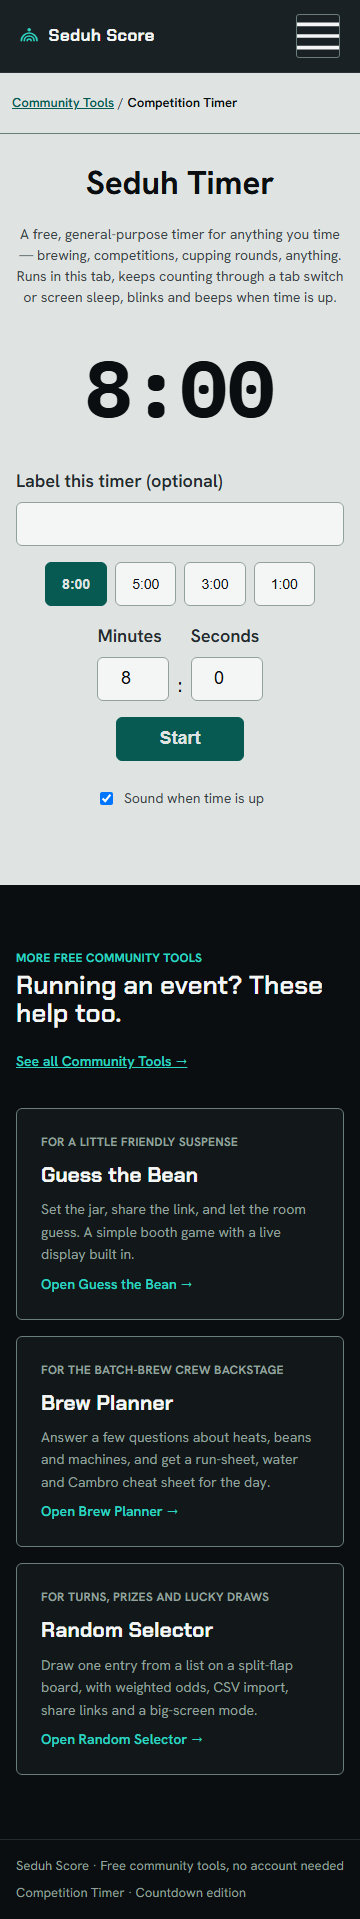 Seduh Score
Community Tools / Competition Timer
Seduh Timer
A free, general-purpose timer for anything you time
— brewing, competitions, cupping rounds, anything.
Runs in this tab, keeps counting through a tab switch
or screen sleep, blinks and beeps when time is up.
8:00
Label this timer (optional)
8:00 5:00 3:00 1:00
Minutes Seconds
8 : 0
Start
Sound when time is up
MORE FREE COMMUNITY TOOLS
Running an event? These
help too.
See all Community Tools →
FOR A LITTLE FRIENDLY SUSPENSE
Guess the Bean
Set the jar, share the link, and let the room
guess. A simple booth game with a live
display built in.
Open Guess the Bean →
FOR THE BATCH-BREW CREW BACKSTAGE
Brew Planner
Answer a few questions about heats, beans
and machines, and get a run-sheet, water
and Cambro cheat sheet for the day.
Open Brew Planner →
FOR TURNS, PRIZES AND LUCKY DRAWS
Random Selector
Draw one entry from a list on a split-flap
board, with weighted odds, CSV import,
share links and a big-screen mode.
Open Random Selector →
Seduh Score · Free community tools, no account needed
Competition Timer · Countdown edition